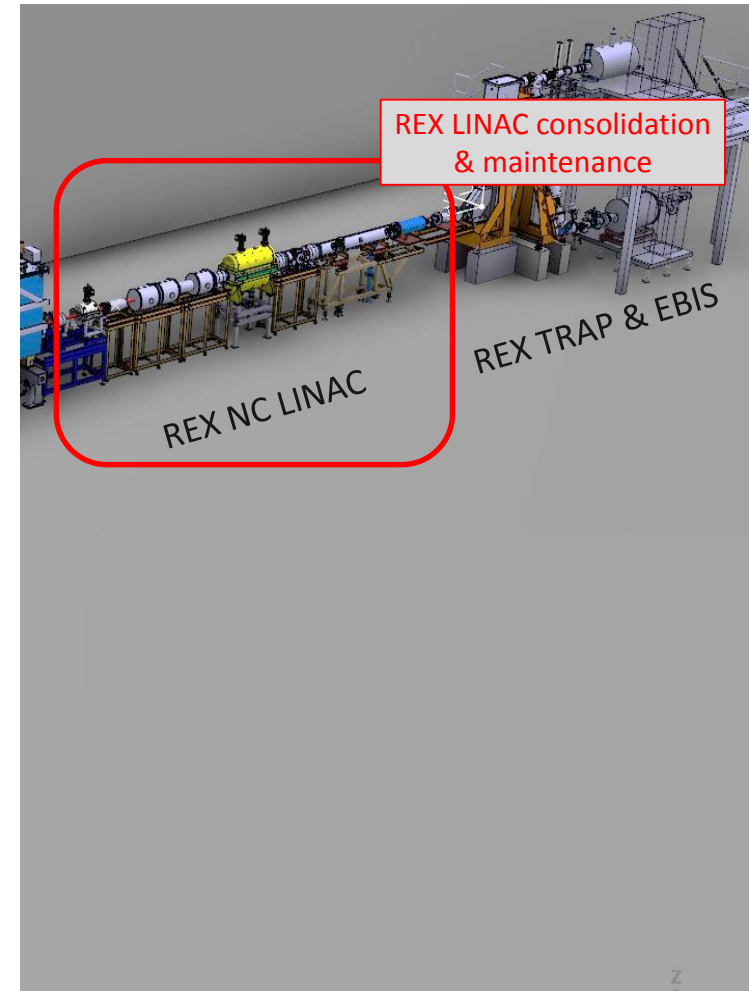 REX LINAC consolidation
& maintenance
REX TRAP & EBIS
REX NC LINAC
Z